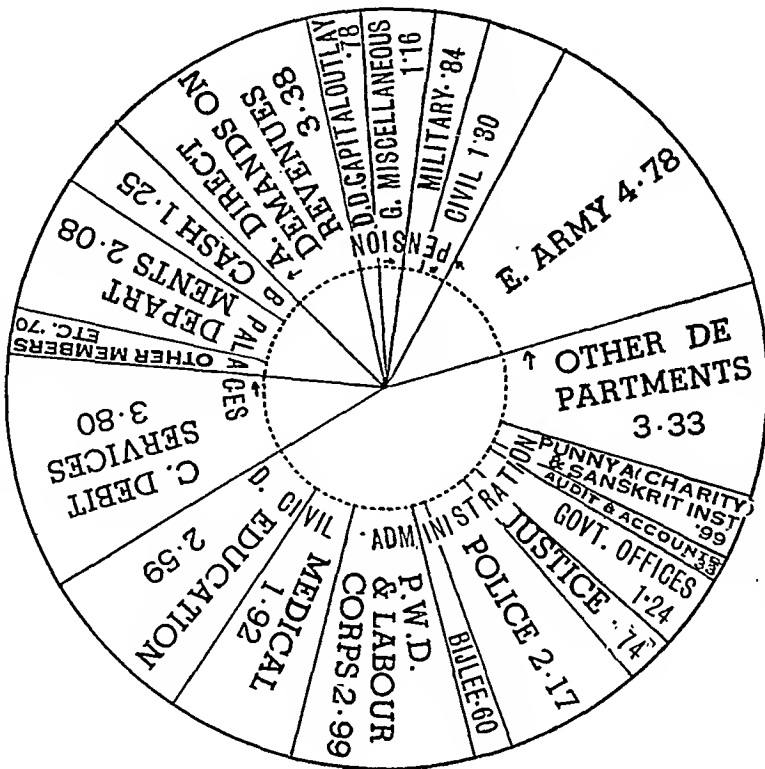 A. DIRECT
DEMANDS ON
REVENUES
3·38
D.D. CAPITAL OUTLAY
·78
G. MISCELLANEOUS
1·16
MILITARY·84
CIVIL 1·30
PENSION
E. ARMY 4·78
OTHER DE
PARTMENTS
3·33
PUNNYA (CHARITY)
& SANSKRIT INST
·99
AUDIT & ACCOUNTS
·33
GOVT. OFFICES
1·24
JUSTICE ·74
POLICE 2·17
BIJLEE·60
P.W.D.
& LABOUR
CORPS·2·99
MEDICAL
1·92
EDUCATION
2·59
D. CIVIL ·ADMINISTRATION
C. DEBIT
SERVICES
3·80
OTHER MEMBERS
ETC. ·70
DEPART
MENTS 2·08
CASH 1·25
B PALACES